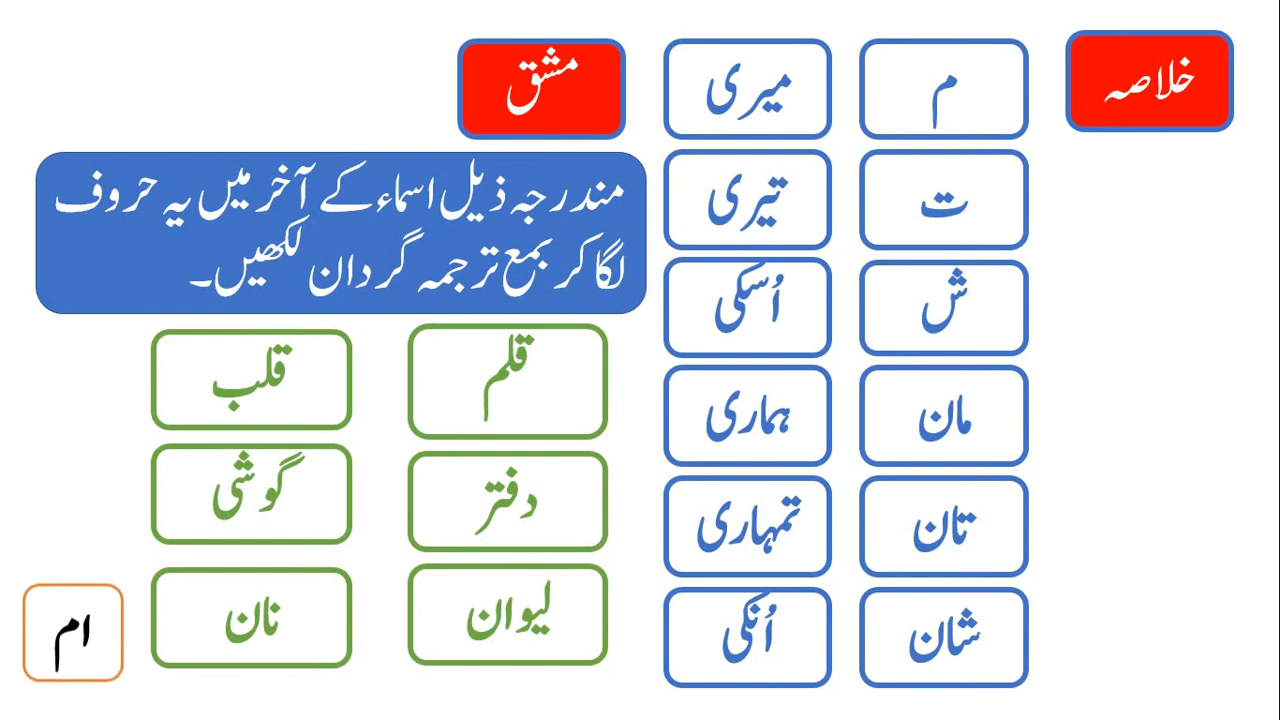 خلاصہ
م
میری
ت
تیری
ش
اُسکی
مان
ہماری
تان
تمہاری
شان
اُنکی
مشق
مندرجہ ذیل اسماء کے آخر میں یہ حروف
لگا کر بمع ترجمہ گردان لکھیں۔
قلم
قلب
دفتر
گوشی
لیوان
نان
ام